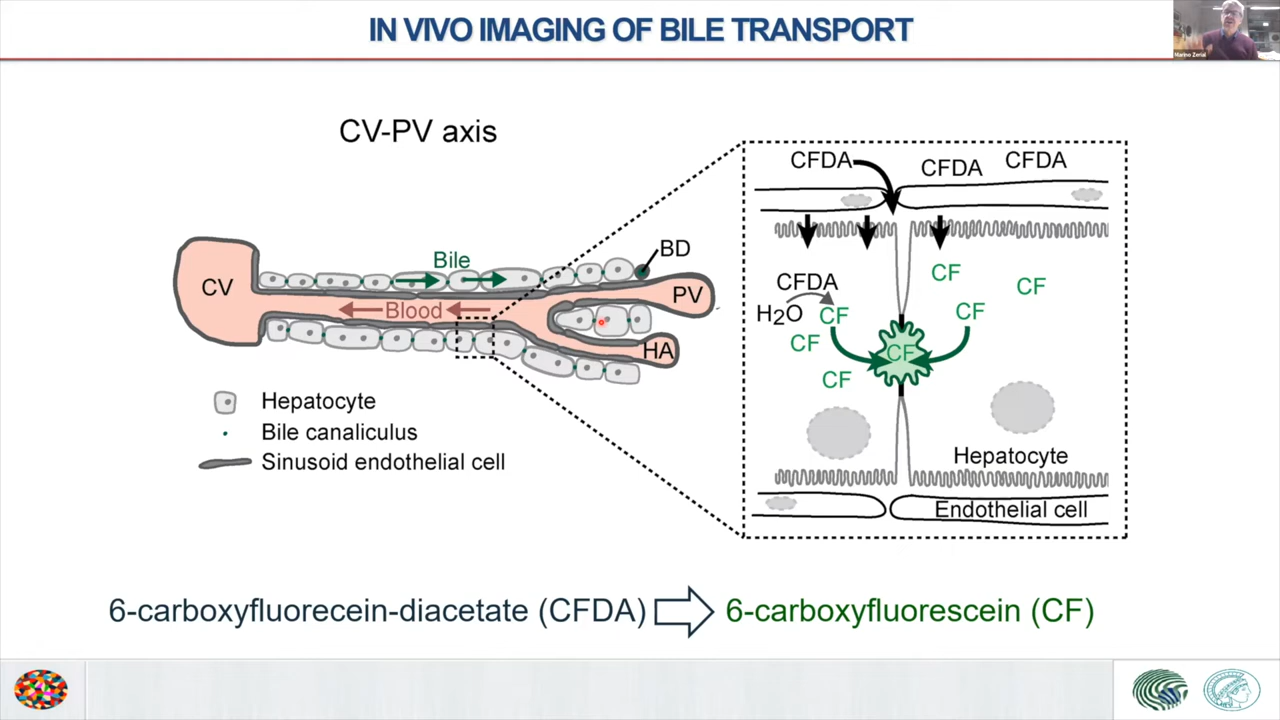 IN VIVO IMAGING OF BILE TRANSPORT
Marino Zerial
CV-PV axis
CV
Bile
Blood
BD
PV
HA
Hepatocyte
Bile canaliculus
Sinusoid endothelial cell
CFDA
CFDA
CFDA
CFDA
H2O
CF
CF
CF
CF
CF
CF
CF
Hepatocyte
Endothelial cell
6-carboxyfluorecein-diacetate (CFDA)
6-carboxyfluorescein (CF)